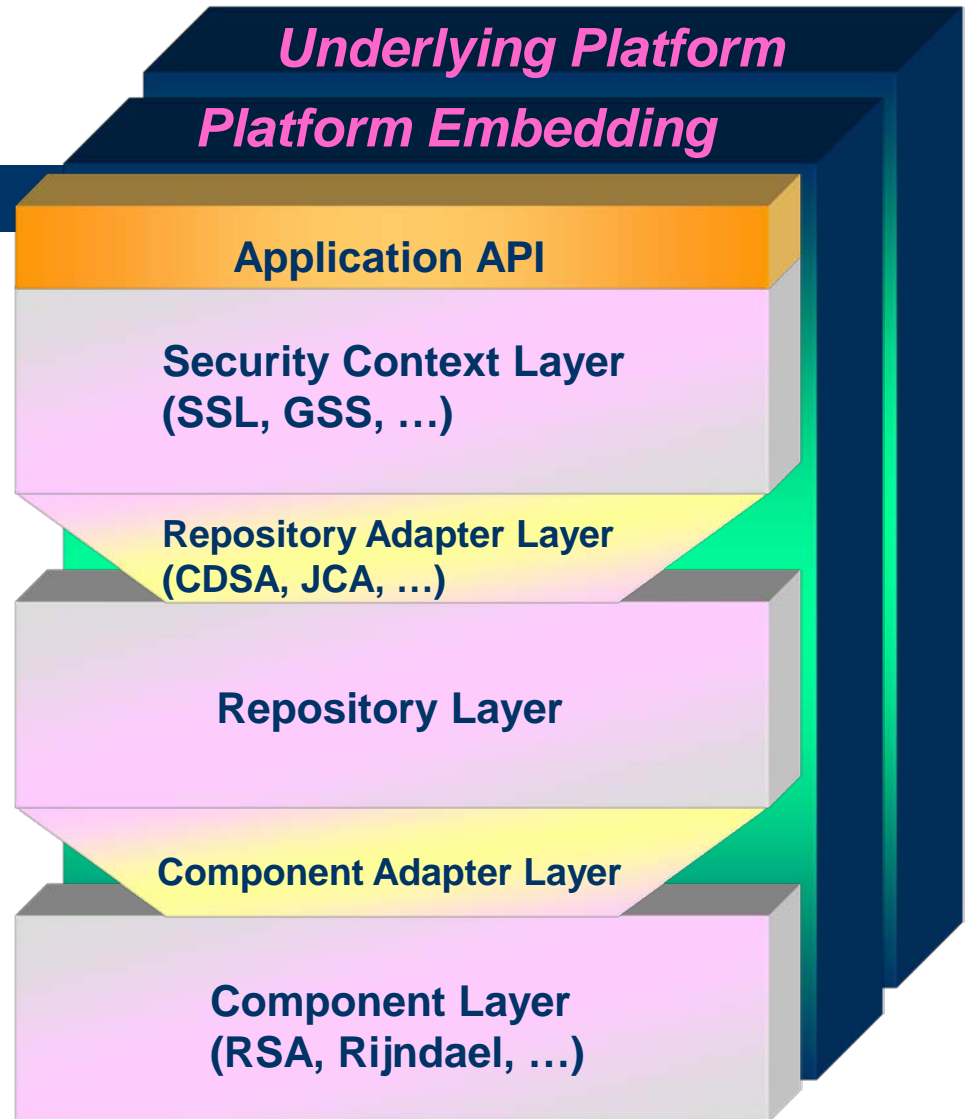 Underlying Platform
Platform Embedding
Application API
Security Context Layer
(SSL, GSS, …)
Repository Adapter Layer
(CDSA, JCA, …)
Repository Layer
Component Adapter Layer
Component Layer
(RSA, Rijndael, …)